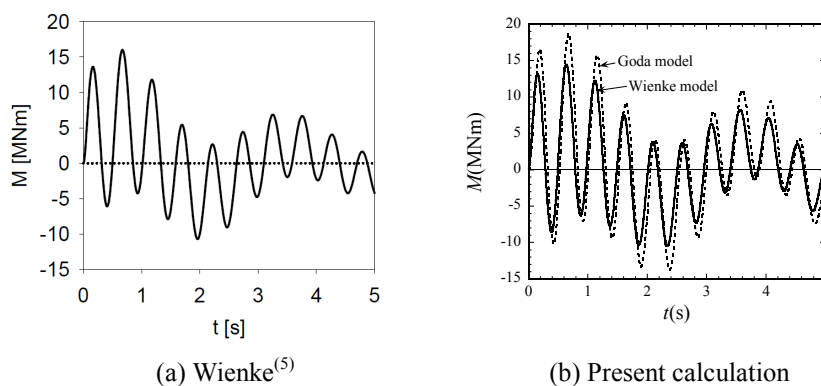 20
15
10
5
0
-5
-10
-15
M [MNm]
0 1 2 3 4 5
t [s]
(a) Wienke(5)
20
15
10
5
0
-5
-10
-15
M(MNm)
Goda model
Wienke model
0 1 2 3 4
t(s)
(b) Present calculation